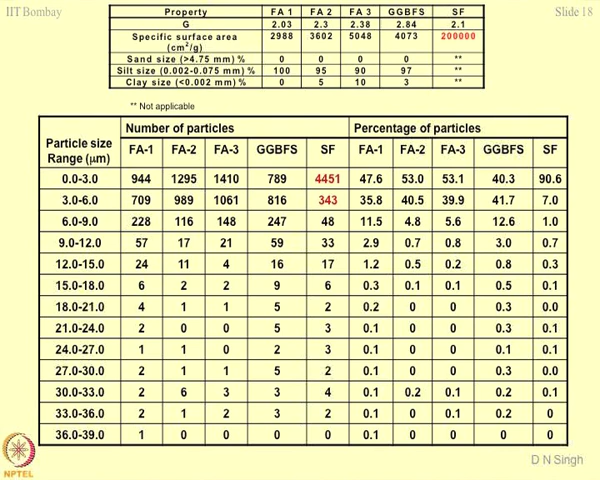 IIT Bombay Slide 18
Property FA 1 FA 2 FA 3 GGBFS SF
G 2.03 2.3 2.38 2.84 2.1
Specific surface area (cm2/g) 2988 3602 5048 4073 200000
Sand size (>4.75 mm) % 0 0 0 0 **
Silt size (0.002-0.075 mm) % 100 95 90 97 **
Clay size (<0.002 mm) % 0 5 10 3 **
** Not applicable
Particle size Range (μm) Number of particles Percentage of particles
FA-1 FA-2 FA-3 GGBFS SF FA-1 FA-2 FA-3 GGBFS SF
0.0-3.0 944 1295 1410 789 4451 47.6 53.0 53.1 40.3 90.6
3.0-6.0 709 989 1061 816 343 35.8 40.5 39.9 41.7 7.0
6.0-9.0 228 116 148 247 48 11.5 4.8 5.6 12.6 1.0
9.0-12.0 57 17 21 59 33 2.9 0.7 0.8 3.0 0.7
12.0-15.0 24 11 4 16 17 1.2 0.5 0.2 0.8 0.3
15.0-18.0 6 2 2 9 6 0.3 0.1 0.1 0.5 0.1
18.0-21.0 4 1 1 5 2 0.2 0 0 0.3 0.0
21.0-24.0 2 0 0 5 3 0.1 0 0 0.3 0.1
24.0-27.0 1 1 0 2 3 0.1 0 0 0.1 0.1
27.0-30.0 2 1 1 5 2 0.1 0 0 0.3 0.0
30.0-33.0 2 6 3 3 4 0.1 0.2 0.1 0.2 0.1
33.0-36.0 2 1 2 3 2 0.1 0 0.1 0.2 0
36.0-39.0 1 0 0 0 0 0.1 0 0 0 0
NPTEL
D N Singh